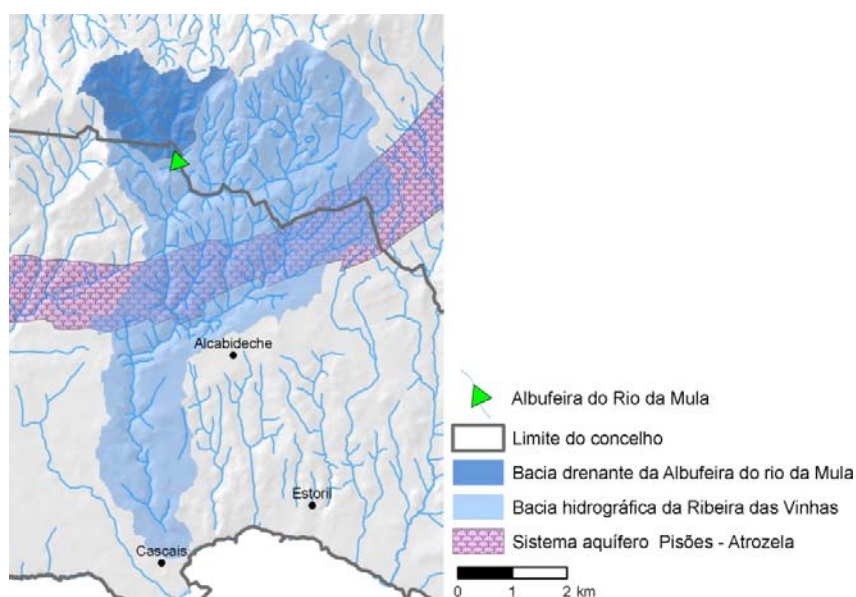 Alcabideche
Estoril
Cascais
Albufeira do Rio da Mula
Limite do concelho
Bacia drenante da Albufeira do rio da Mula
Bacia hidrográfica da Ribeira das Vinhas
Sistema aquífero Pisões - Atrozela
0 1 2 km